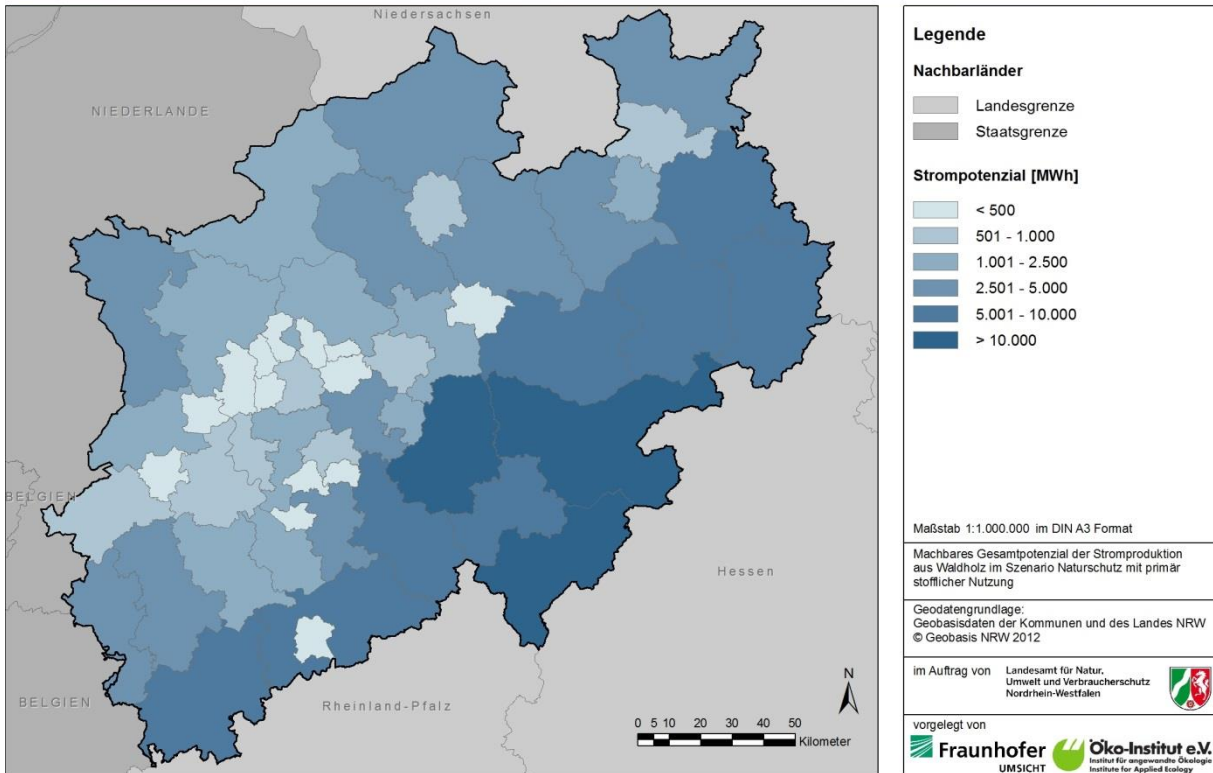 Niedersachsen
NIEDERLANDE
BELGIEN
BELGIEN
Hessen
Rheinland-Pfalz
N
0 5 10 20 30 40 50
Kilometer
Legende
Nachbarländer
Landesgrenze
Staatsgrenze
Strompotenzial [MWh]
< 500
501 - 1.000
1.001 - 2.500
2.501 - 5.000
5.001 - 10.000
> 10.000
Maßstab 1:1.000.000 im DIN A3 Format
Machbares Gesamtpotenzial der Stromproduktion
aus Waldholz im Szenario Naturschutz mit primär
stofflicher Nutzung
Geodatengrundlage:
Geobasisdaten der Kommunen und des Landes NRW
© Geobasis NRW 2012
im Auftrag von
Landesamt für Natur,
Umwelt und Verbraucherschutz
Nordrhein-Westfalen
vorgelegt von
Fraunhofer
UMSICHT
Öko-Institut e.V.
Institut für angewandte Ökologie
Institute for Applied Ecology